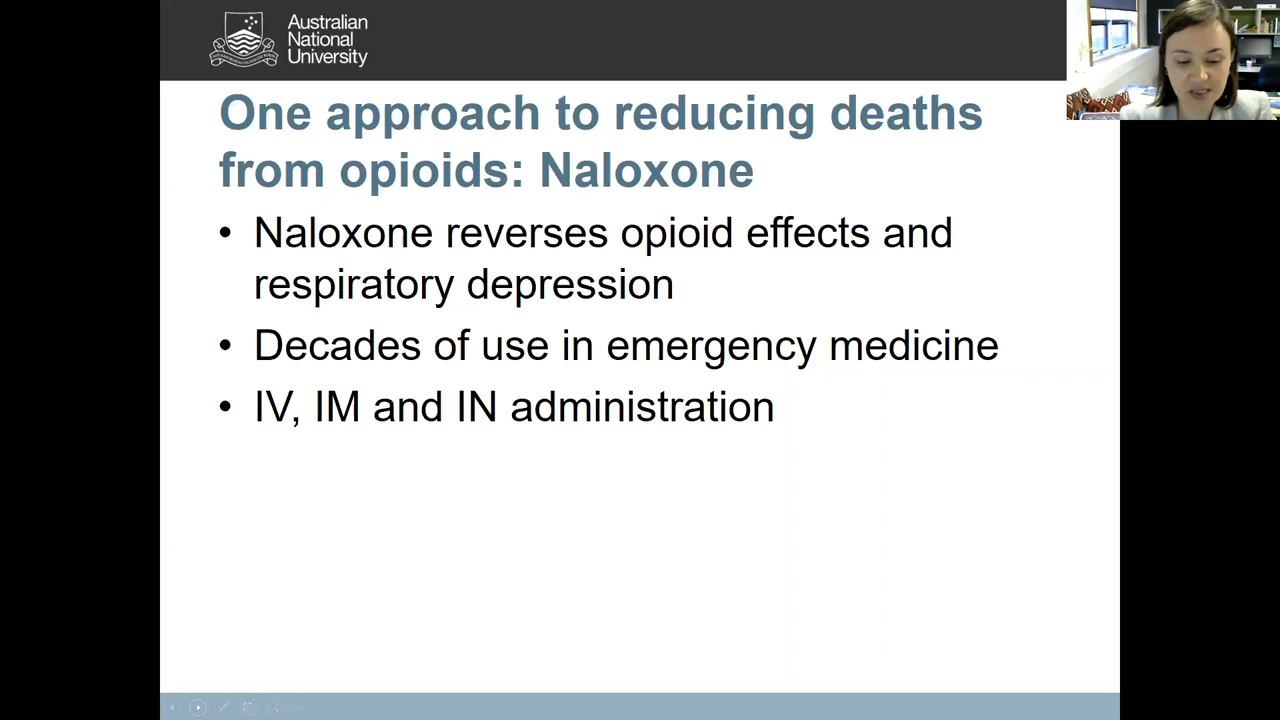 Australian
National
University
One approach to reducing deaths
from opioids: Naloxone
• Naloxone reverses opioid effects and
respiratory depression
• Decades of use in emergency medicine
• IV, IM and IN administration